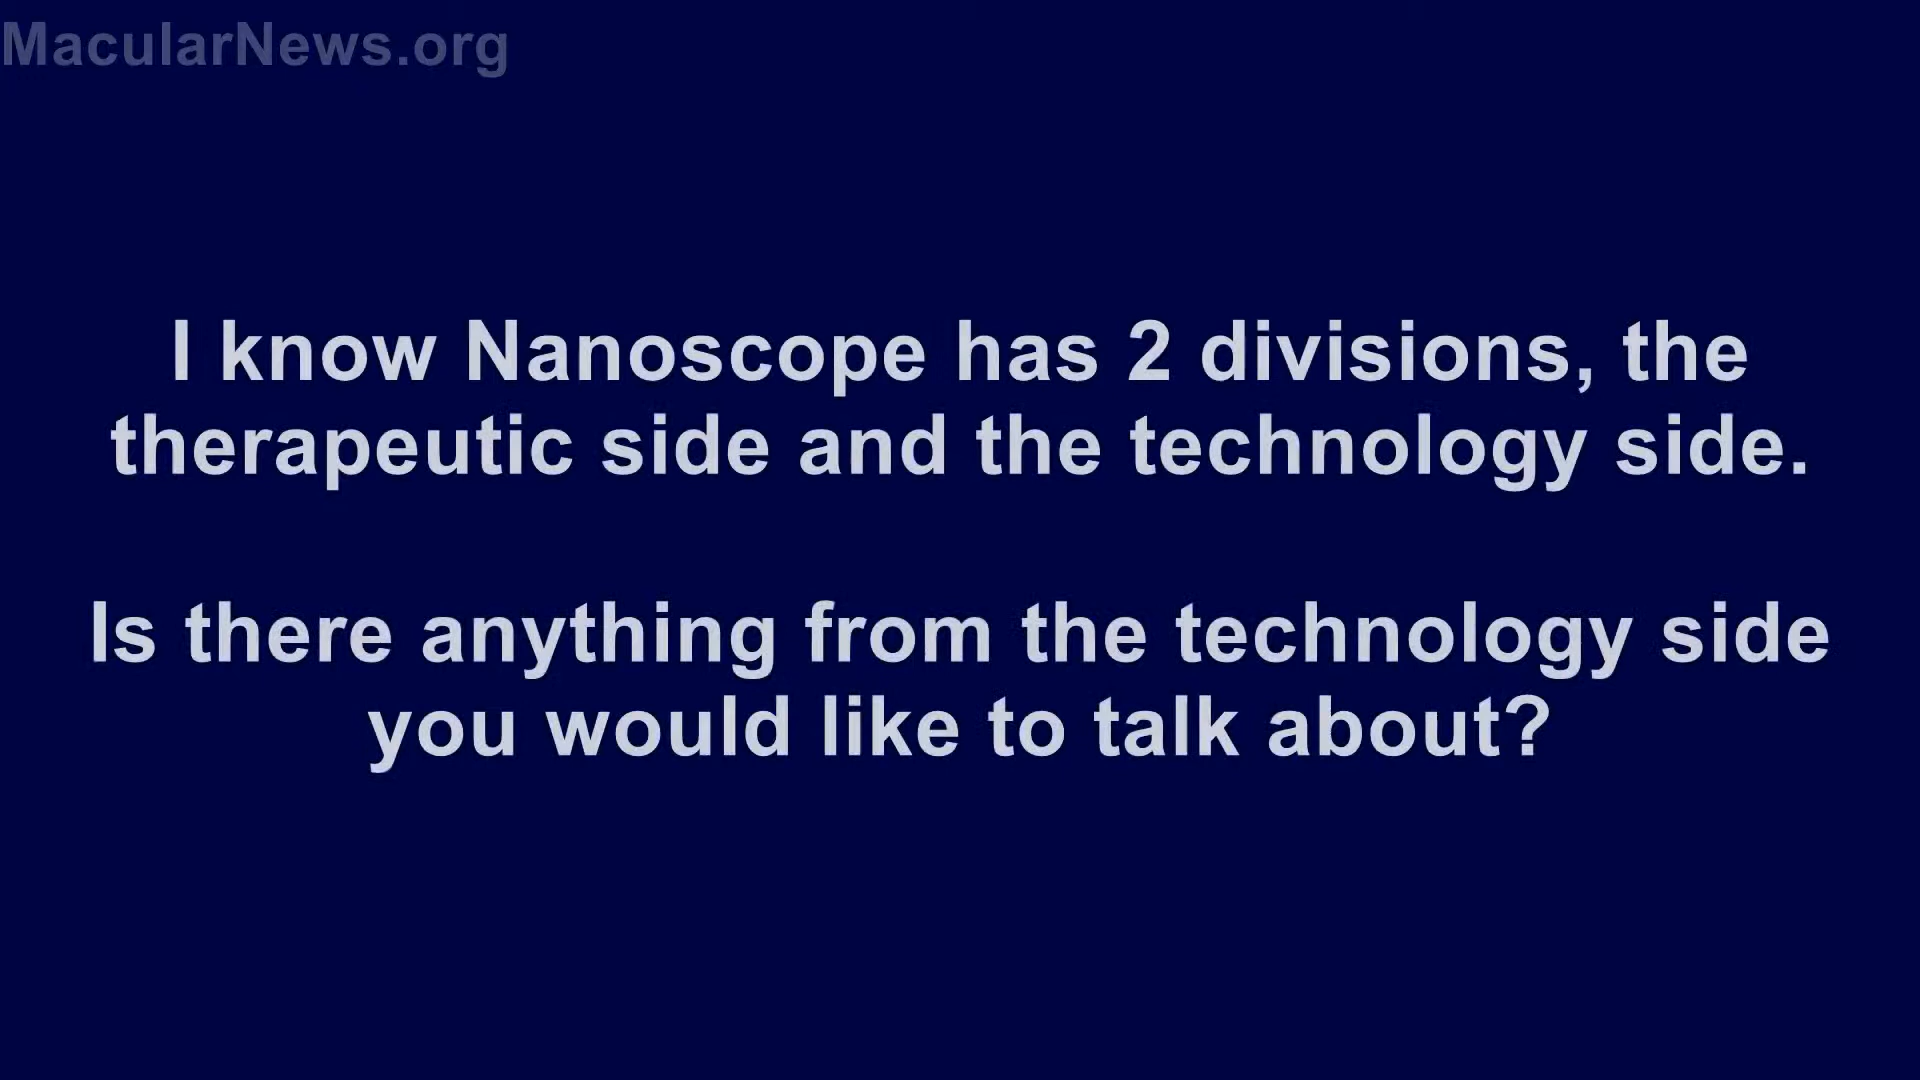 MacularNews.org
I know Nanoscope has 2 divisions, the
therapeutic side and the technology side.
Is there anything from the technology side
you would like to talk about?